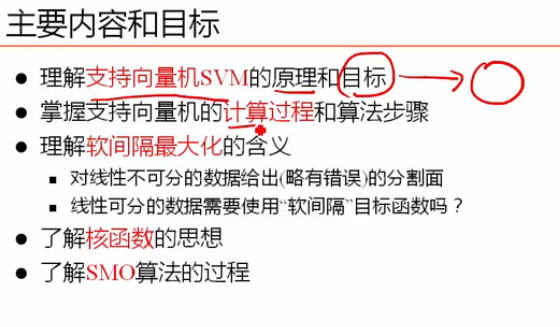 主要内容和目标
理解支持向量机SVM的原理和目标
掌握支持向量机的计算过程和算法步骤
理解软间隔最大化的含义
对线性不可分的数据给出(略有错误)的分割面
线性可分的数据需要使用“软间隔”目标函数吗？
了解核函数的思想
了解SMO算法的过程